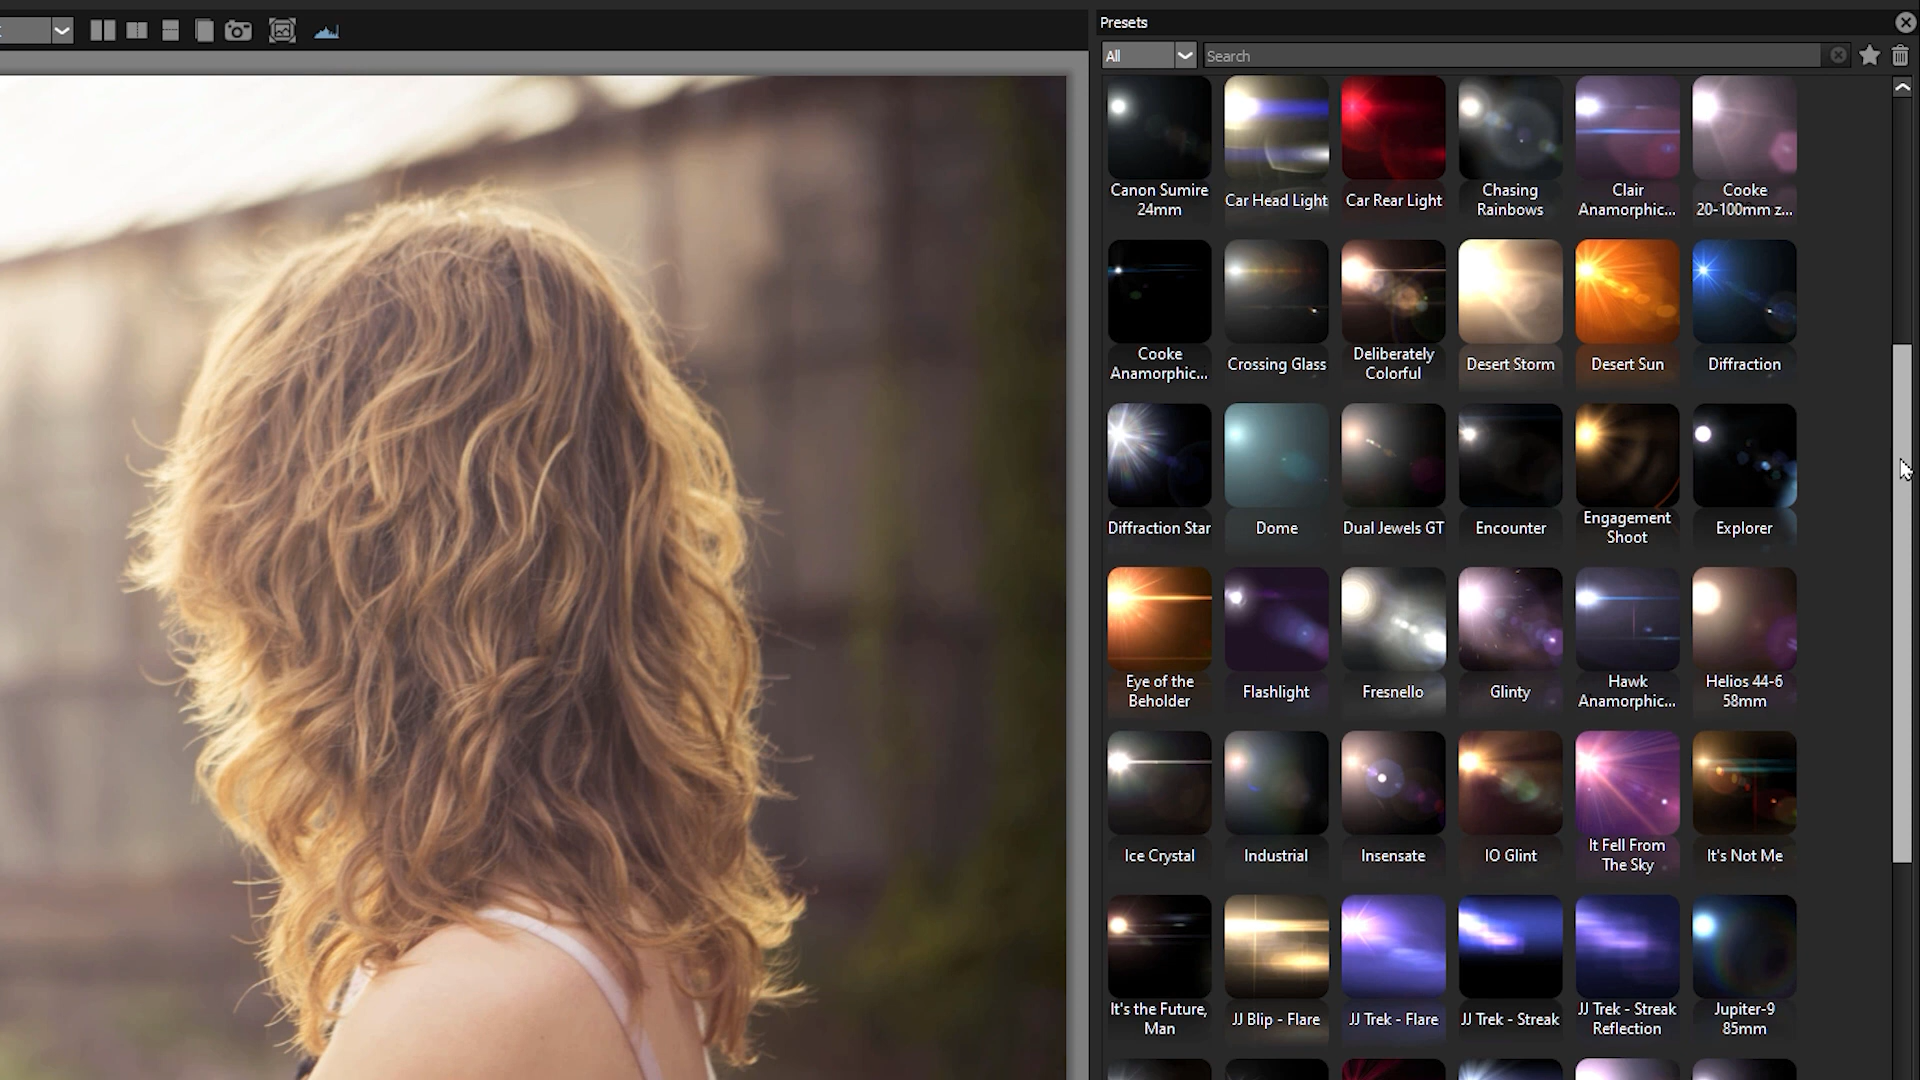 Presets
All
Search
Canon Sumire
24mm
Car Head Light
Car Rear Light
Chasing
Rainbows
Clair
Anamorphic...
Cooke
20-100mm z...
Cooke
Anamorphic...
Crossing Glass
Deliberately
Colorful
Desert Storm
Desert Sun
Diffraction
Diffraction Star
Dome
Dual Jewels GT
Encounter
Engagement
Shoot
Explorer
Eye of the
Beholder
Flashlight
Fresnello
Glinty
Hawk
Anamorphic...
Helios 44-6
58mm
Ice Crystal
Industrial
Insensate
IO Glint
It Fell From
The Sky
It's Not Me
It's the Future,
Man
JJ Blip - Flare
JJ Trek - Flare
JJ Trek - Streak
JJ Trek - Streak
Reflection
Jupiter-9
85mm